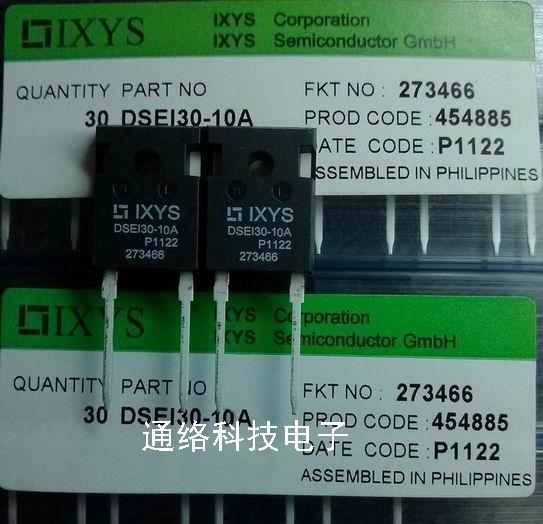 IXYS
IXYS Corporation
IXYS Semiconductor GmbH
QUANTITY PART NO
30 DSEI30-10A
FKT NO : 273466
PROD CODE : 454885
DATE CODE : P1122
ASSEMBLED IN PHILIPPINES
IXYS
DSEI30-10A
P1122
273466
IXYS
DSEI30-10A
P1122
273466
IXYS
IXYS Corporation
IXYS Semiconductor GmbH
QUANTITY PART NO
30 DSEI30-10A
FKT NO : 273466
PROD CODE : 454885
DATE CODE : P1122
ASSEMBLED IN PHILIPPINES
通络科技电子